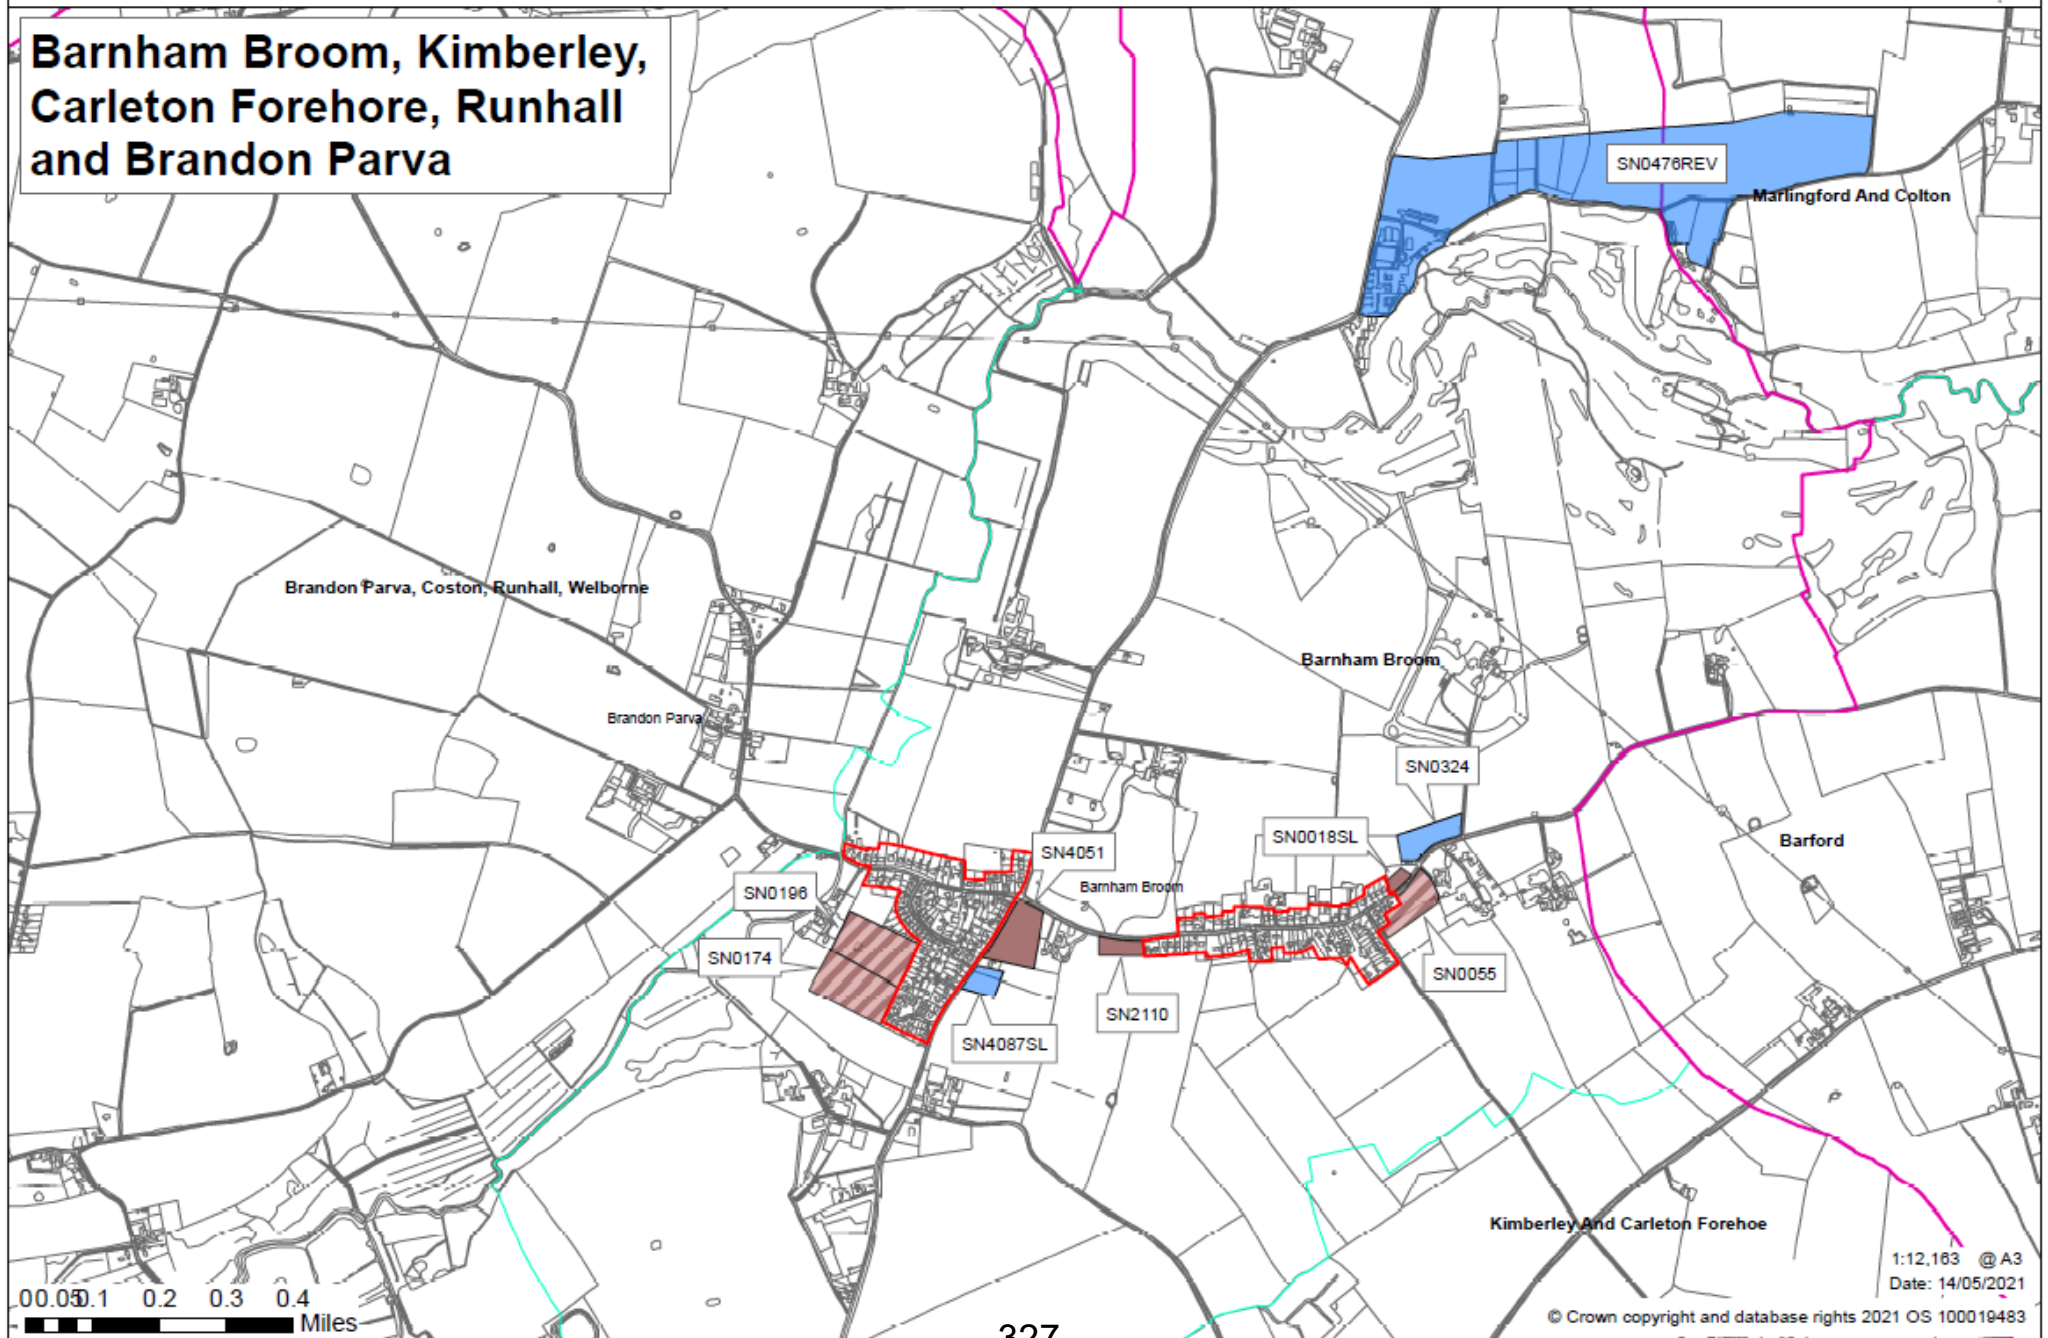 Barnham Broom, Kimberley,
Carleton Forehore, Runhall
and Brandon Parva
SN0476REV
Marlingford And Colton
Brandon Parva, Coston, Runhall, Welborne
Barnham Broom
Brandon Parva
SN0324
SN0018SL
Barford
SN4051
Barnham Broom
SN0196
SN0174
SN0055
SN2110
SN4087SL
Kimberley And Carleton Forehoe
1:12,163 @ A3
Date: 14/05/2021
0 0.05 0.1 0.2 0.3 0.4
Miles
© Crown copyright and database rights 2021 OS 100019483
327